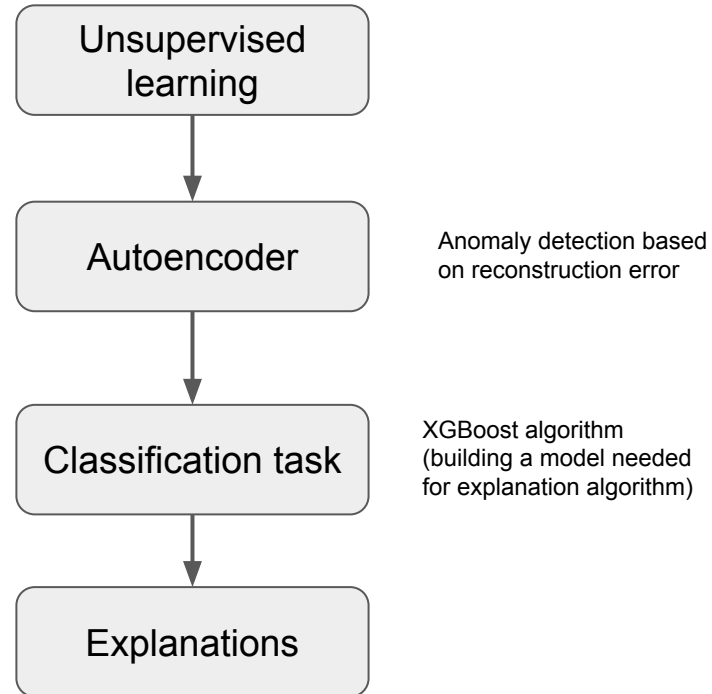 Unsupervised
learning
Autoencoder
Anomaly detection based
on reconstruction error
Classification task
XGBoost algorithm
(building a model needed
for explanation algorithm)
Explanations